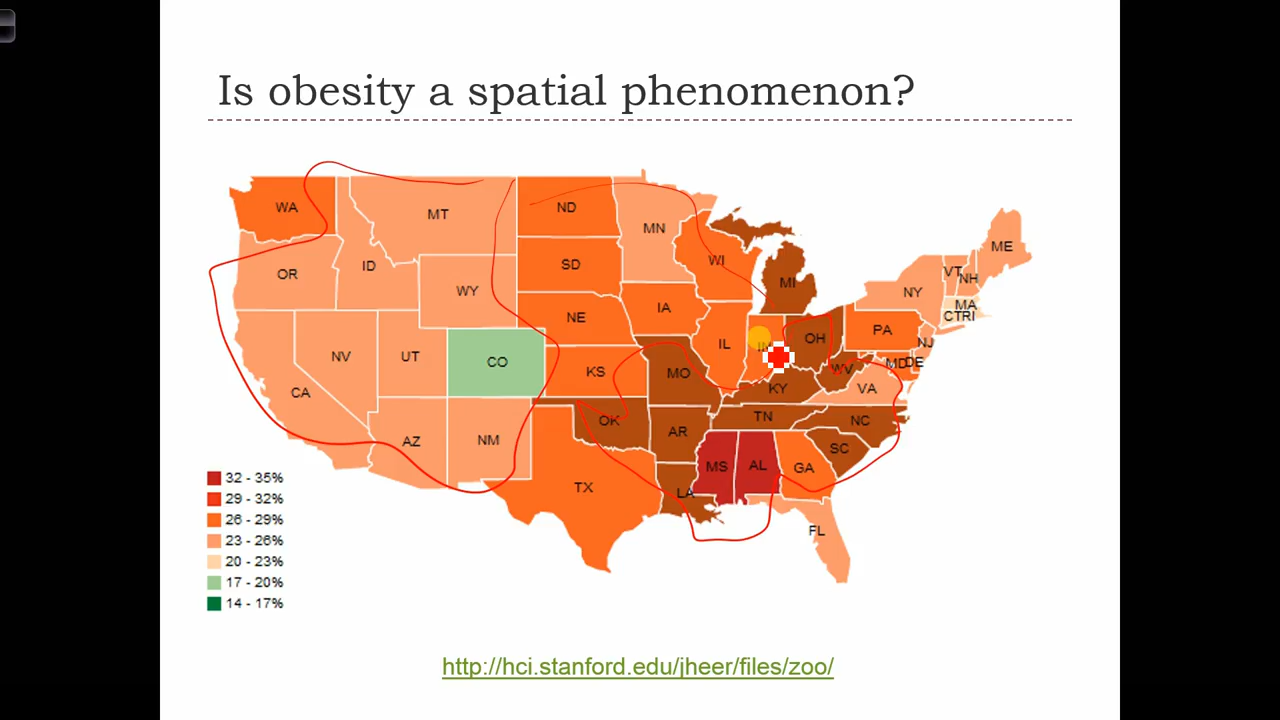 Is obesity a spatial phenomenon?
WA
MT
ND
MN
ME
OR
ID
SD
WI
VT
NH
WY
MI
NY
MA
NE
IA
CTRI
NV
UT
CO
IL
IN
OH
PA
NJ
KS
MO
WV
MD
DE
CA
KY
VA
AZ
NM
OK
AR
TN
NC
SC
TX
LA
MS
AL
GA
FL
32 - 35%
29 - 32%
26 - 29%
23 - 26%
20 - 23%
17 - 20%
14 - 17%
http://hci.stanford.edu/jheer/files/zoo/